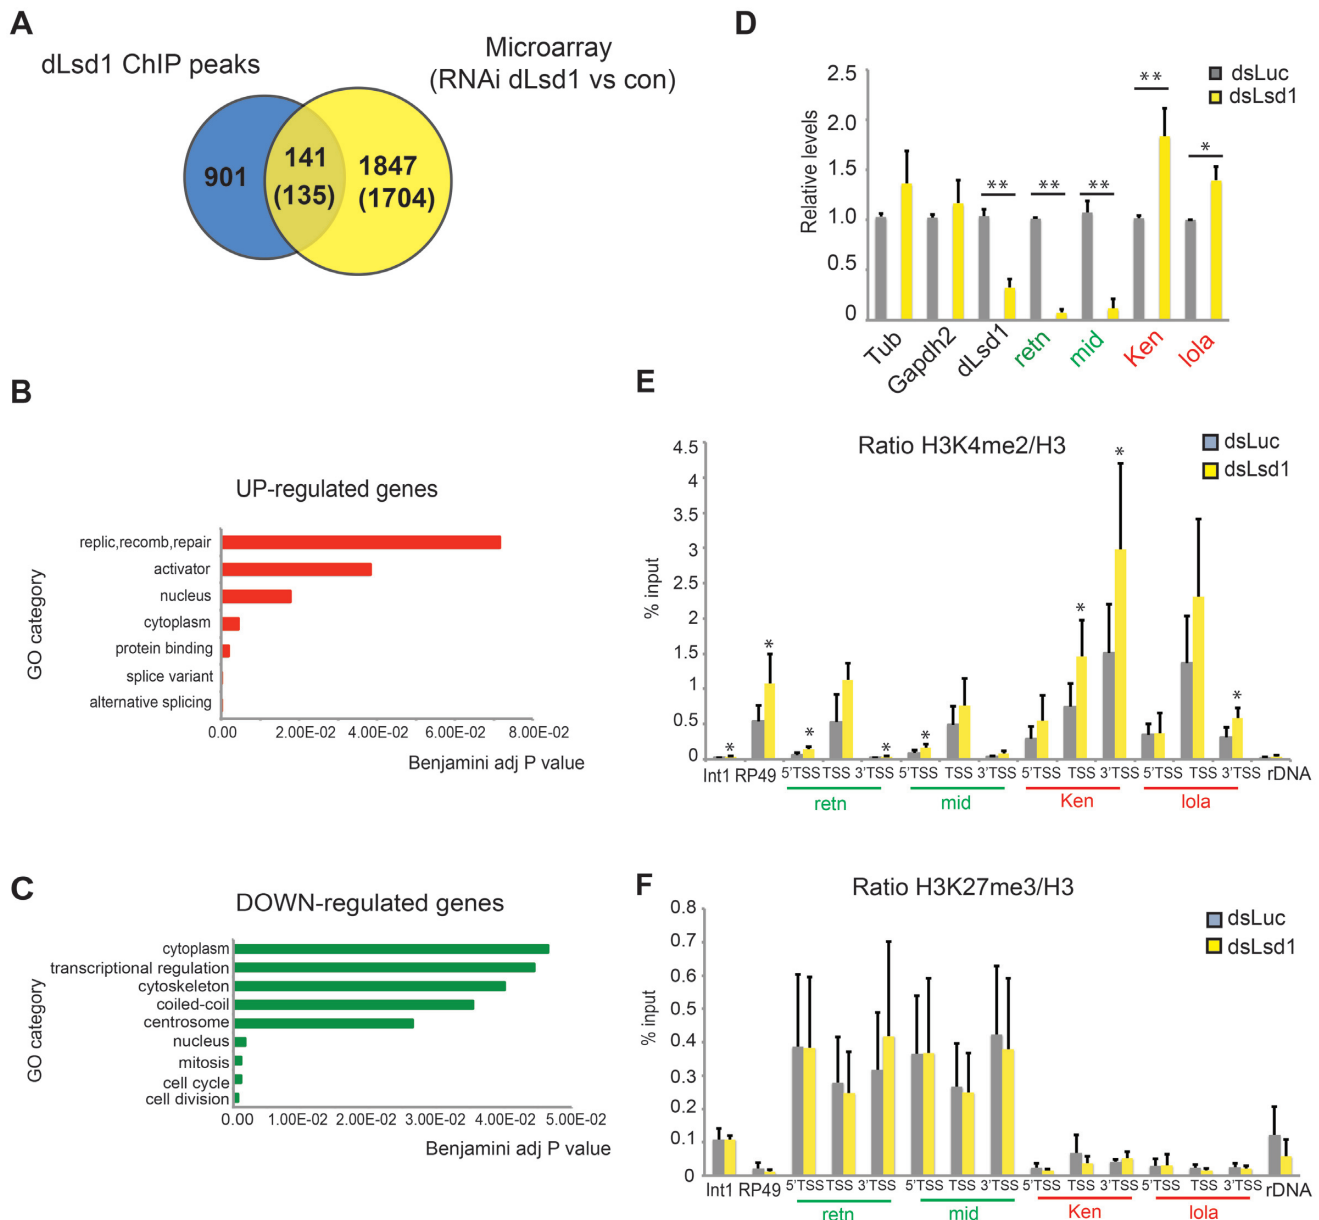 A
dLsd1 ChIP peaks
Microarray
(RNAi dLsd1 vs con)
901
141
(135)
1847
(1704)
B
UP-regulated genes
GO category
replic,recomb,repair
activator
nucleus
cytoplasm
protein binding
splice variant
alternative splicing
0.00 2.00E-02 4.00E-02 6.00E-02 8.00E-02
Benjamini adj P value
C
DOWN-regulated genes
GO category
cytoplasm
transcriptional regulation
cytoskeleton
coiled-coil
centrosome
nucleus
mitosis
cell cycle
cell division
0.00 1.00E-02 2.00E-02 3.00E-02 4.00E-02 5.00E-02
Benjamini adj P value
D
dsLuc
dsLsd1
Relative levels
2.5
2.0
1.5
1.0
0.5
0
** ** ** ** *
Tub Gapdh2 dLsd1 retn mid Ken lola
E
Ratio H3K4me2/H3
dsLuc
dsLsd1
% input
4.5
4
3.5
3
2.5
2
1.5
1
0.5
0
* * * * * * * *
Int1 RP49 5'TSS TSS 3'TSS 5'TSS TSS 3'TSS 5'TSS TSS 3'TSS 5'TSS TSS 3'TSS rDNA
retn mid Ken lola
F
Ratio H3K27me3/H3
dsLuc
dsLsd1
% input
0.8
0.7
0.6
0.5
0.4
0.3
0.2
0.1
0
Int1 RP49 5'TSS TSS 3'TSS 5'TSS TSS 3'TSS 5'TSS TSS 3'TSS 5'TSS TSS 3'TSS rDNA
retn mid Ken lola